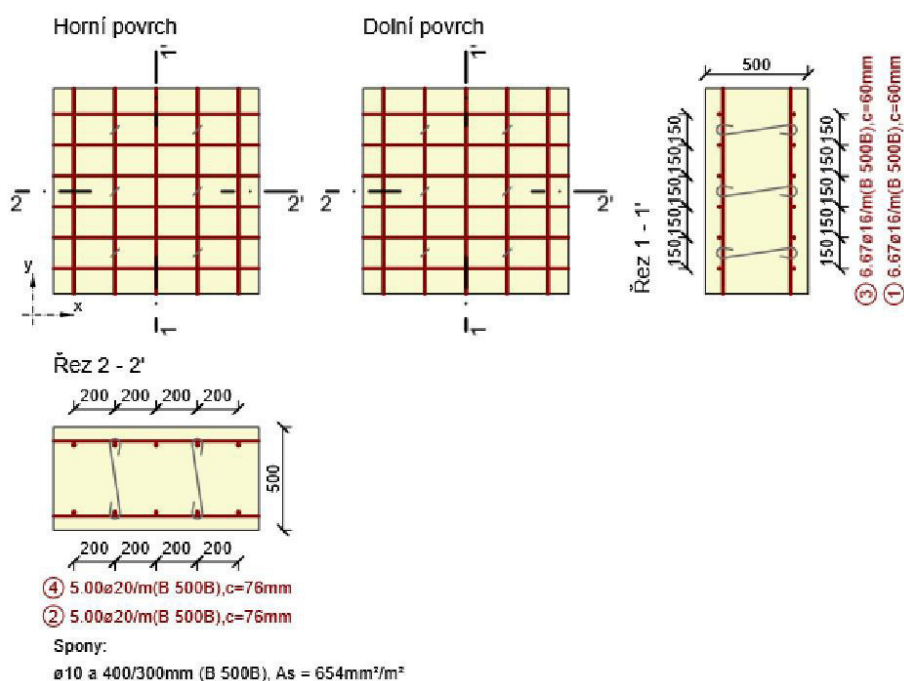 Horní povrch
Dolní povrch
1'
1'
500
2
2'
2
2'
150 150 150 150 150
150 150 150 150 150
Řez 1 - 1'
③ 6.67ø16/m(B 500B),c=60mm
① 6.67ø16/m(B 500B),c=60mm
y
x
1
1
Řez 2 - 2'
200 200 200 200
500
200 200 200 200
④ 5.00ø20/m(B 500B),c=76mm
② 5.00ø20/m(B 500B),c=76mm
Spony:
ø10 a 400/300mm (B 500B), As = 654mm²/m²